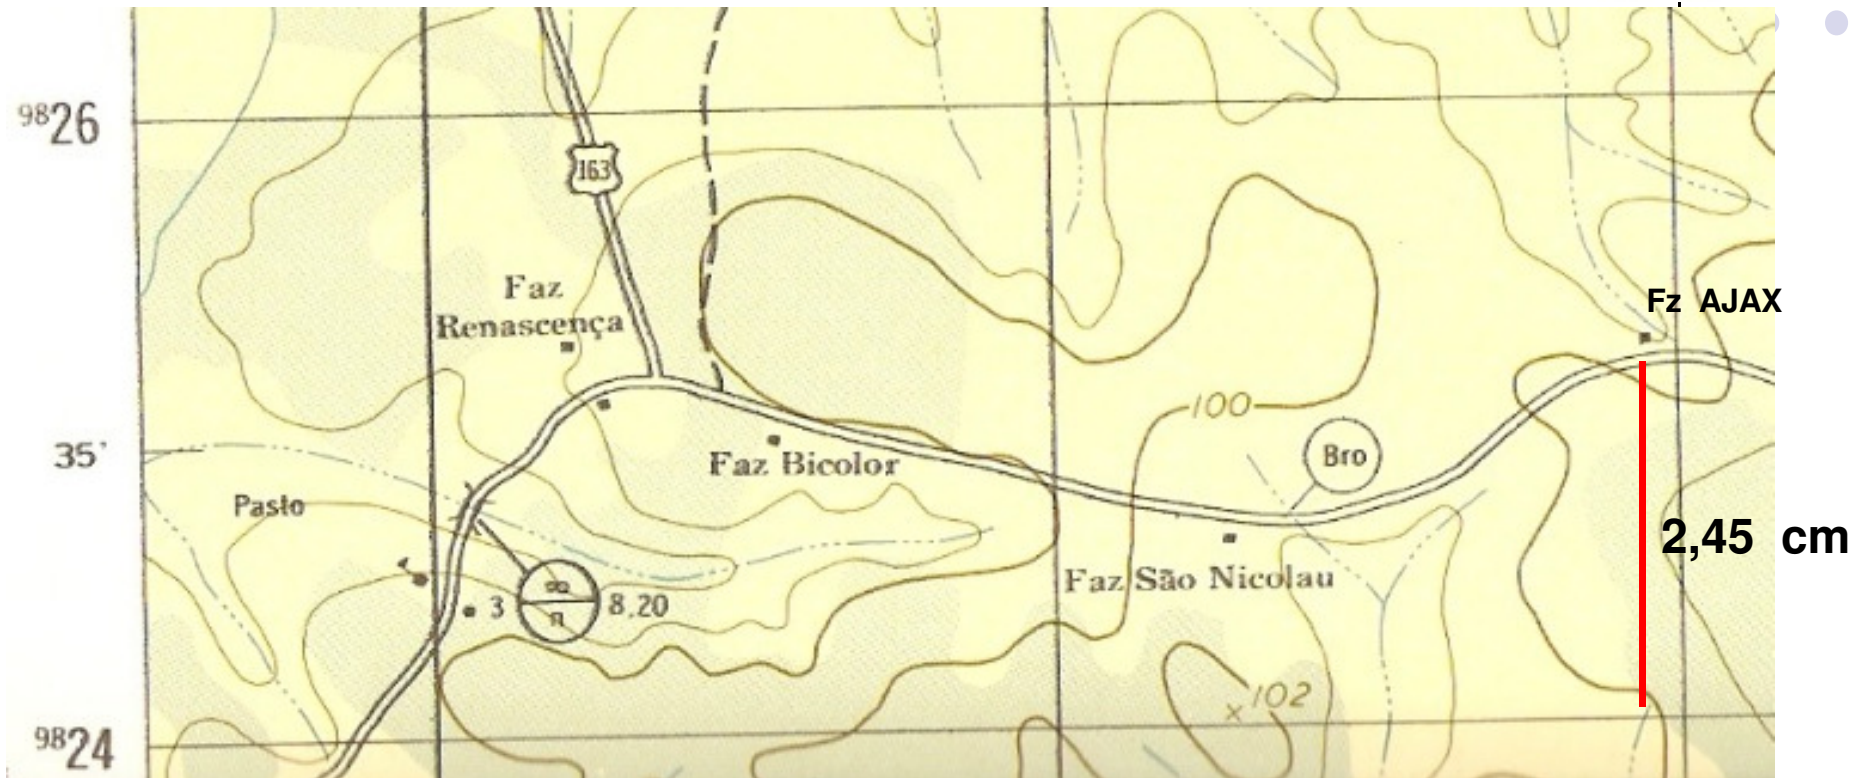 9826
163
Faz
Renascença
Fz AJAX
100
35'
Faz Bicolor
Bro
Pasto
2,45 cm
Faz São Nicolau
3
8.20
102
9824